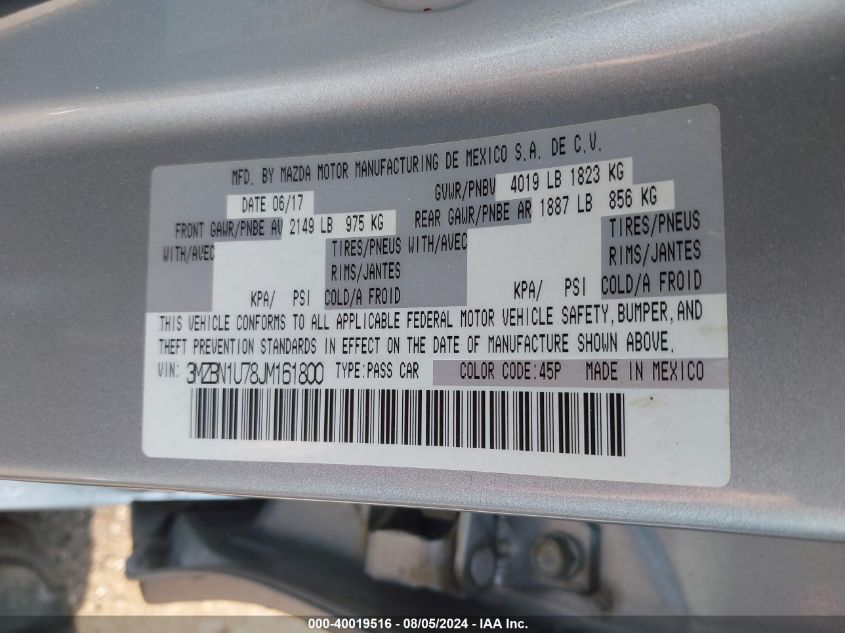 MFD. BY MAZDA MOTOR MANUFACTURING DE MEXICO S.A. DE C.V.
DATE 06/17 GVWR/PNBV 4019 LB 1823 KG
FRONT GAWR/PNBE AV 2149 LB 975 KG REAR GAWR/PNBE AR 1887 LB 856 KG
WITH/AVEC TIRES/PNEUS WITH/AVEC TIRES/PNEUS
RIMS/JANTES RIMS/JANTES
KPA/ PSI COLD/A FROID KPA/ PSI COLD/A FROID
THIS VEHICLE CONFORMS TO ALL APPLICABLE FEDERAL MOTOR VEHICLE SAFETY, BUMPER, AND
THEFT PREVENTION STANDARDS IN EFFECT ON THE DATE OF MANUFACTURE SHOWN ABOVE.
VIN: 3MZBN1U78JM161800 TYPE:PASS CAR COLOR CODE:45P MADE IN MEXICO
000-40019516 - 08/05/2024 - IAA Inc.